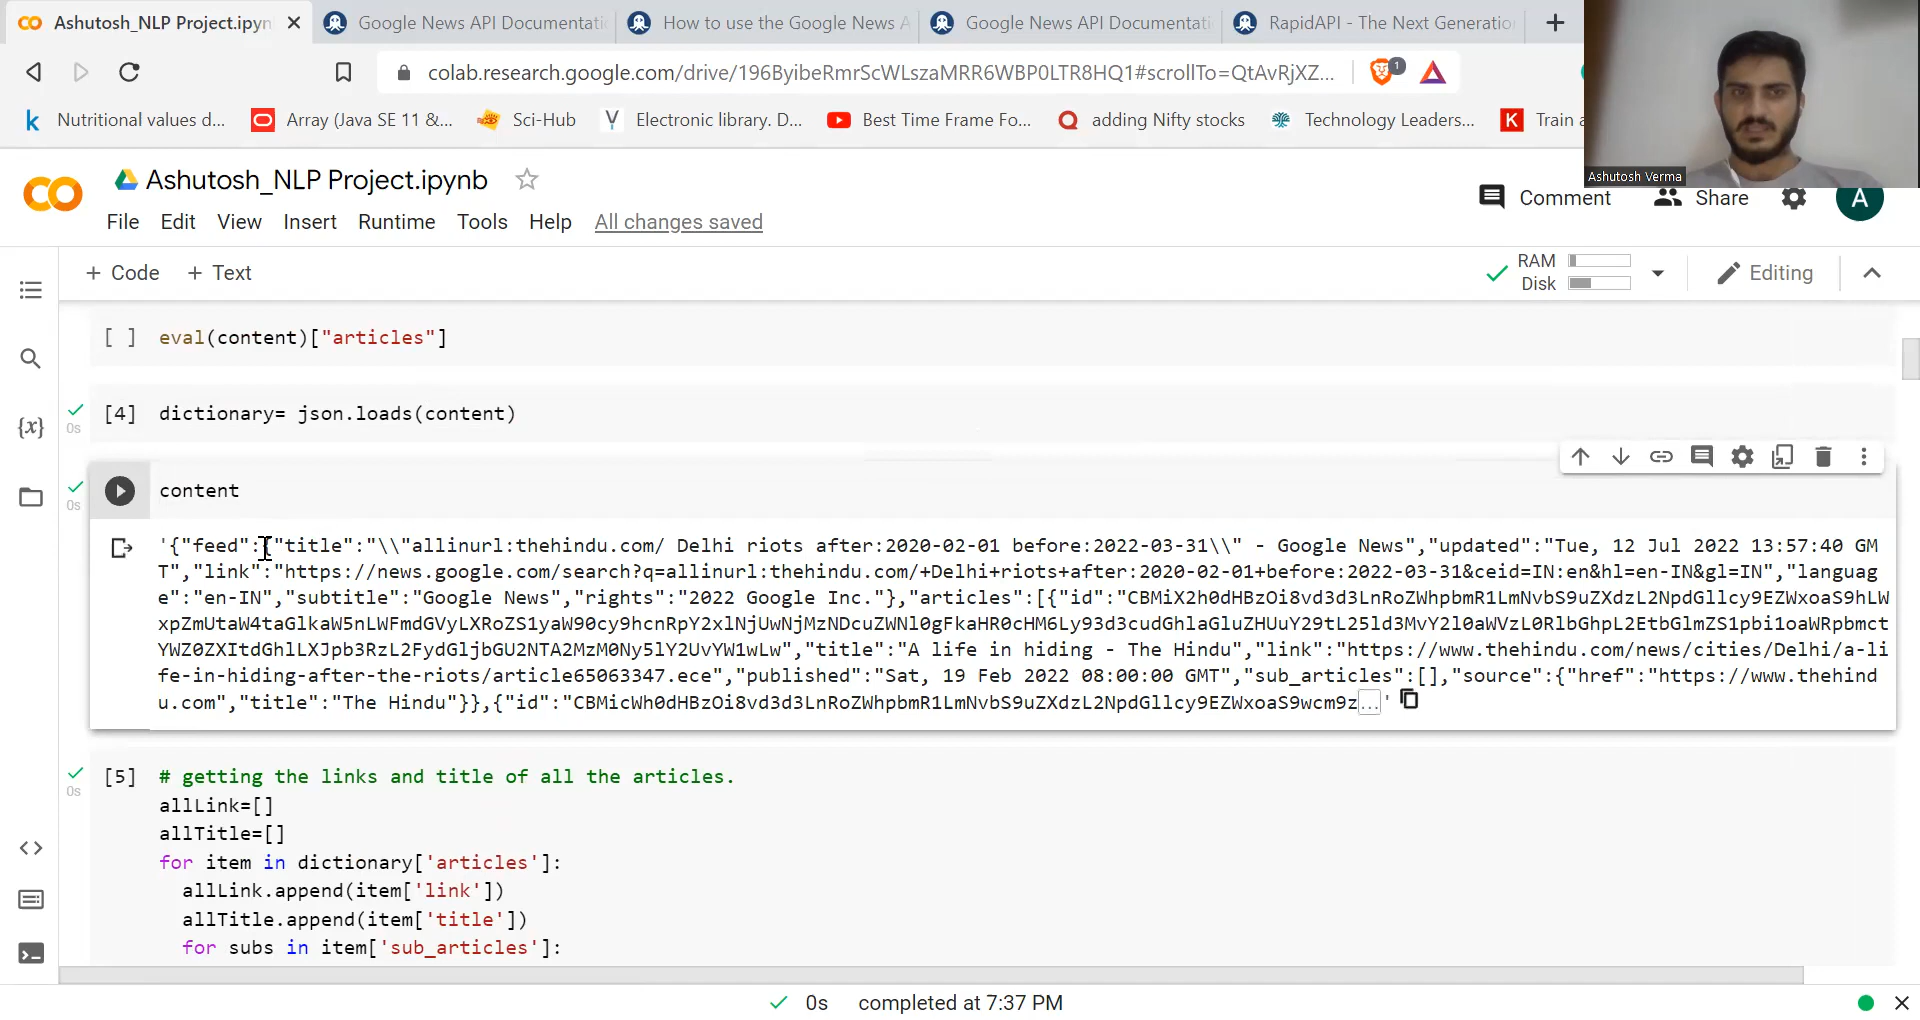 Ashutosh_NLP Project.ipyn
Google News API Documentati
How to use the Google News A
Google News API Documentati
RapidAPI - The Next Generation
colab.research.google.com/drive/196ByibeRmrScWLszaMRR6WBP0LTR8HQ1#scrollTo=QtAvRjXZ...
1
Nutritional values d...
Array (Java SE 11 &...
Sci-Hub
Electronic library. D...
Best Time Frame Fo...
adding Nifty stocks
Technology Leaders...
Train a
Ashutosh Verma
Ashutosh_NLP Project.ipynb
Comment
Share
A
File Edit View Insert Runtime Tools Help All changes saved
+ Code + Text
RAM
Disk
Editing
[ ] eval(content)["articles"]
[4] dictionary= json.loads(content)
0s
content
0s
'{"feed":{"title":"\\"allinurl:thehindu.com/ Delhi riots after:2020-02-01 before:2022-03-31\\" - Google News","updated":"Tue, 12 Jul 2022 13:57:40 GM
T","link":"https://news.google.com/search?q=allinurl:thehindu.com/+Delhi+riots+after:2020-02-01+before:2022-03-31&ceid=IN:en&hl=en-IN&gl=IN","languag
e":"en-IN","subtitle":"Google News","rights":"2022 Google Inc."},"articles":[{"id":"CBMiX2h0dHBzOi8vd3d3LnRoZWhpbmR1LmNvbS9uZXdzL2NpdGllcy9EZWxoaS9hLW
xpZmUtaW4taGlkaW5nLWFmdGVyLXRoZS1yaW90cy9hcnRpY2xlNjUwNjMzNDcuZWNl0gFkaHR0cHM6Ly93d3cudGhlaGluZHUuY29tL25ld3MvY2l0aWVzL0RlbGhpL2EtbGlmZS1pbi1oaWRpbmct
YWZ0ZXItdGhlLXJpb3RzL2FydGljbGU2NTA2MzM0Ny5lY2UvYW1wLw","title":"A life in hiding - The Hindu","link":"https://www.thehindu.com/news/cities/Delhi/a-li
fe-in-hiding-after-the-riots/article65063347.ece","published":"Sat, 19 Feb 2022 08:00:00 GMT","sub_articles":[],"source":{"href":"https://www.thehind
u.com","title":"The Hindu"}},{"id":"CBMicWh0dHBzOi8vd3d3LnRoZWhpbmR1LmNvbS9uZXdzL2NpdGllcy9EZWxoaS9wcm9z...'
[5] # getting the links and title of all the articles.
0s
allLink=[]
allTitle=[]
for item in dictionary['articles']:
allLink.append(item['link'])
allTitle.append(item['title'])
for subs in item['sub_articles']:
0s completed at 7:37 PM